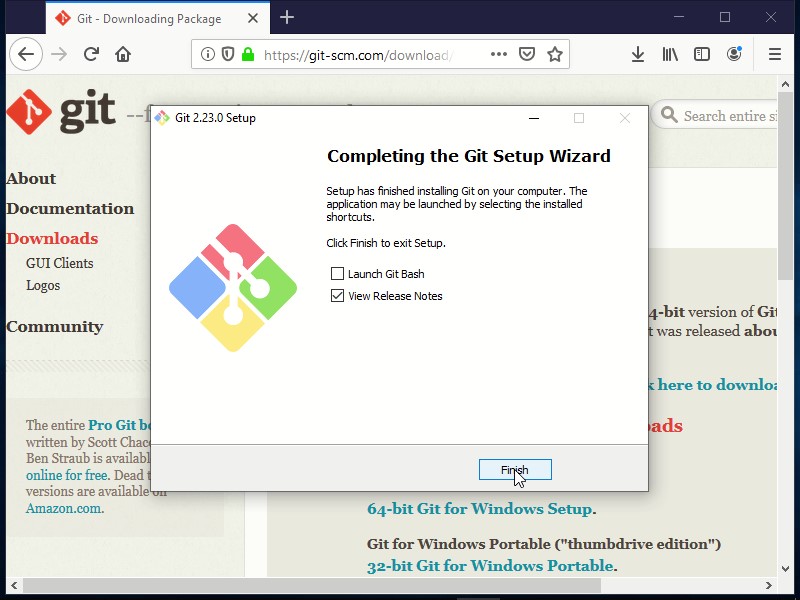 Git - Downloading Package
https://git-scm.com/download/
git
Search entire si
About
Documentation
Downloads
GUI Clients
Logos
Community
The entire Pro Git bo
written by Scott Chaco
Ben Straub is availabl
online for free. Dead t
versions are available on
Amazon.com.
Git 2.23.0 Setup
Completing the Git Setup Wizard
Setup has finished installing Git on your computer. The
application may be launched by selecting the installed
shortcuts.
Click Finish to exit Setup.
Launch Git Bash
View Release Notes
Finish
4-bit version of Git
t was released abou
k here to downloa
ads
64-bit Git for Windows Setup.
Git for Windows Portable ("thumbdrive edition")
32-bit Git for Windows Portable.